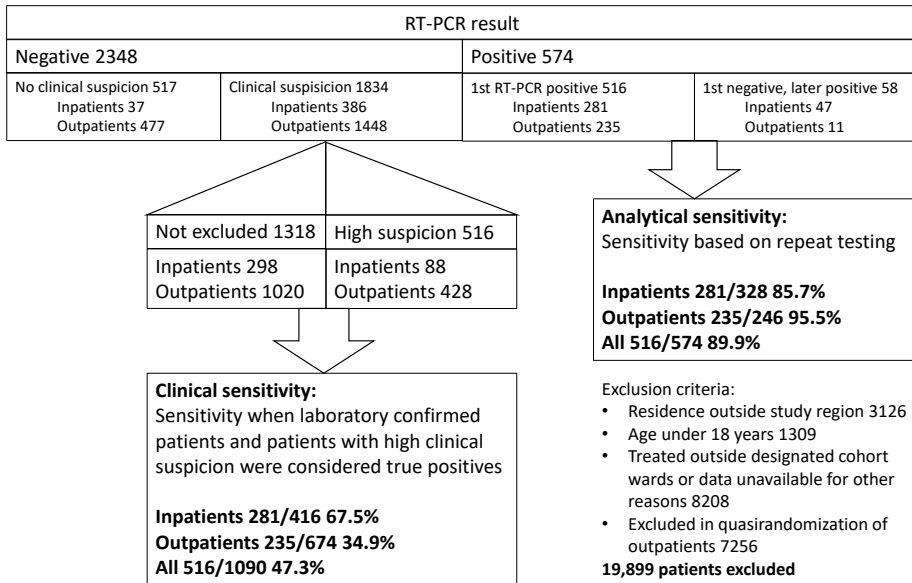 RT-PCR result
Negative 2348
Positive 574
No clinical suspicion 517
Inpatients 37
Outpatients 477
Clinical suspisicion 1834
Inpatients 386
Outpatients 1448
1st RT-PCR positive 516
Inpatients 281
Outpatients 235
1st negative, later positive 58
Inpatients 47
Outpatients 11
Not excluded 1318
High suspicion 516
Inpatients 298
Outpatients 1020
Inpatients 88
Outpatients 428
Analytical sensitivity:
Sensitivity based on repeat testing
Inpatients 281/328 85.7%
Outpatients 235/246 95.5%
All 516/574 89.9%
Clinical sensitivity:
Sensitivity when laboratory confirmed
patients and patients with high clinical
suspicion were considered true positives
Inpatients 281/416 67.5%
Outpatients 235/674 34.9%
All 516/1090 47.3%
Exclusion criteria:
• Residence outside study region 3126
• Age under 18 years 1309
• Treated outside designated cohort
wards or data unavailable for other
reasons 8208
• Excluded in quasirandomization of
outpatients 7256
19,899 patients excluded